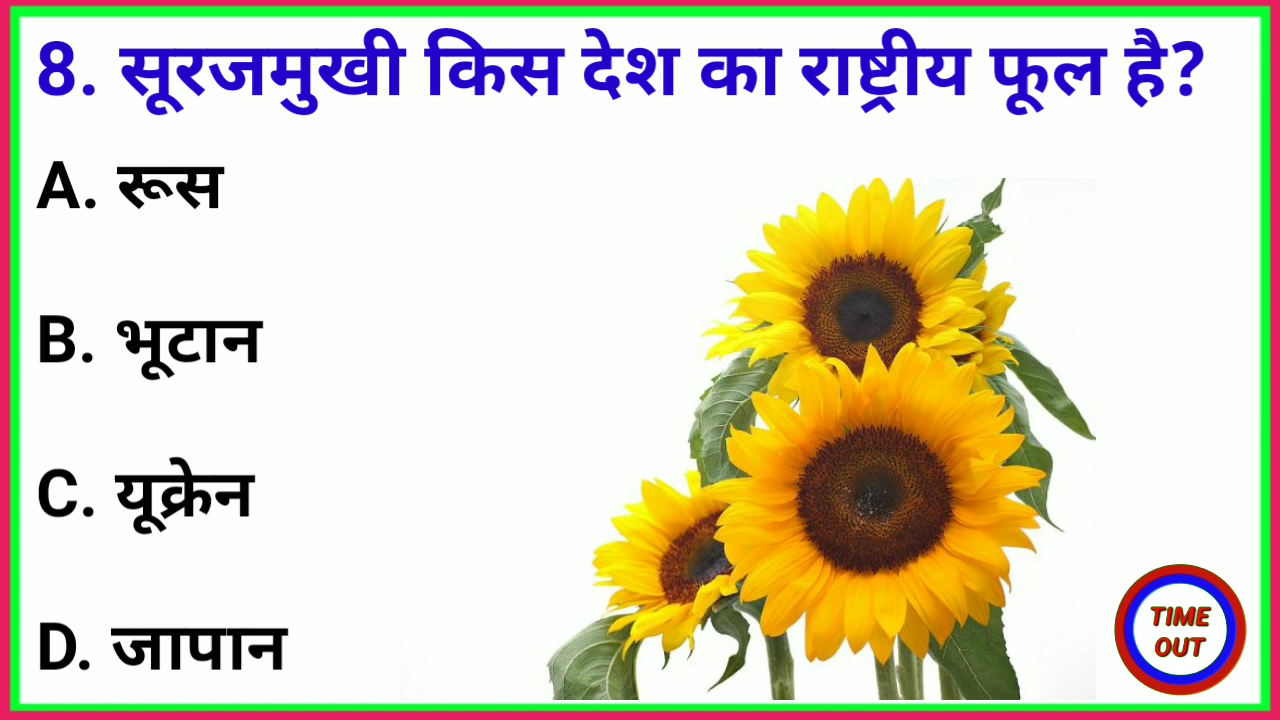 8. सूरजमुखी किस देश का राष्ट्रीय फूल है?
A. रूस
B. भूटान
C. यूक्रेन
D. जापान
TIME
OUT